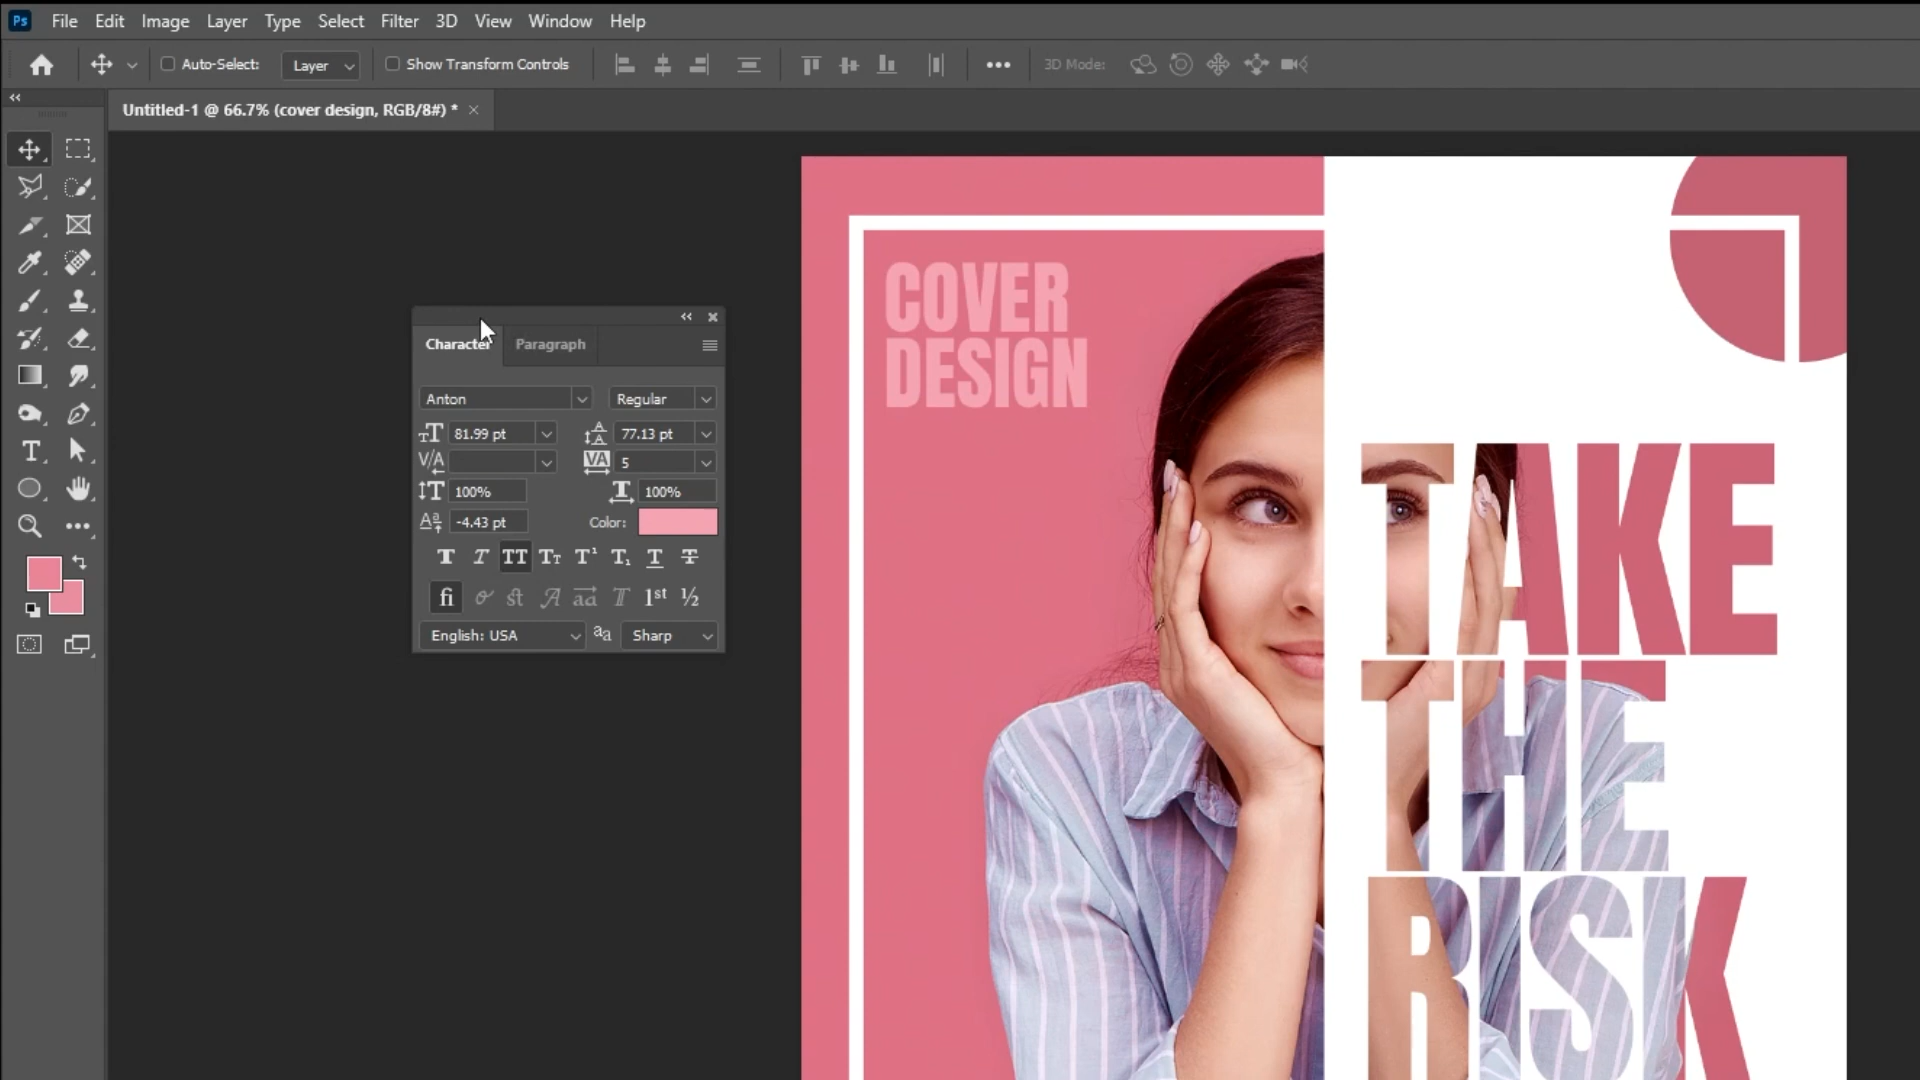 Ps File Edit Image Layer Type Select Filter 3D View Window Help
Auto-Select: Layer Show Transform Controls 3D Mode:
Untitled-1 @ 66.7% (cover design, RGB/8#) * ×
COVER
DESIGN
Character Paragraph
Anton Regular
81.99 pt 77.13 pt
5
100% 100%
-4.43 pt Color:
English: USA Sharp
TAKE
THE
RISK